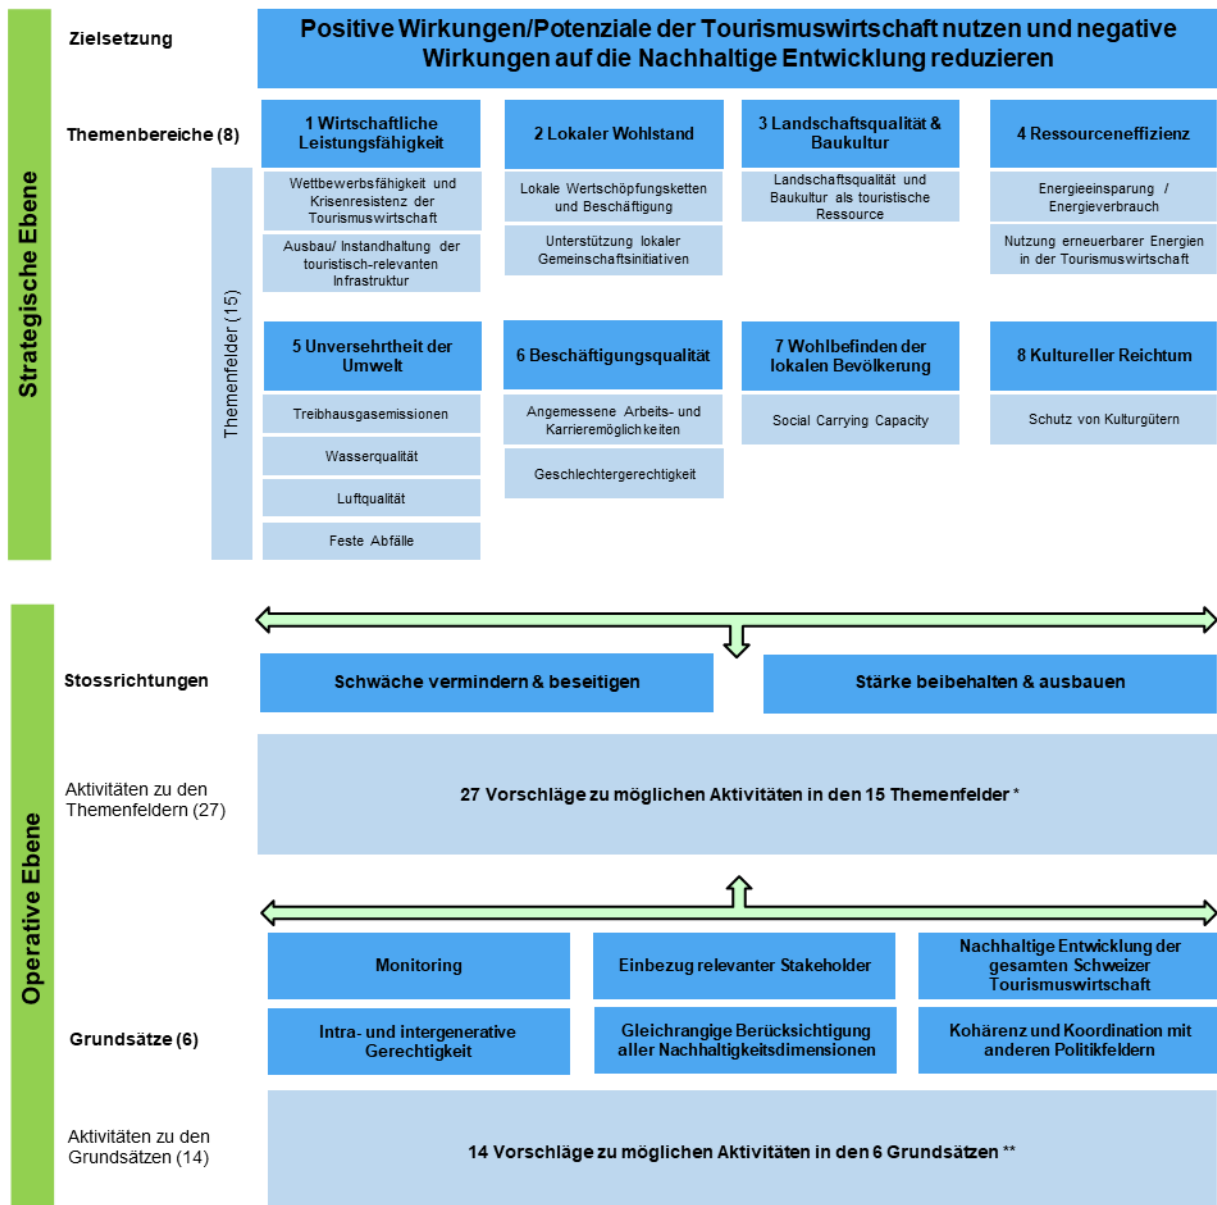 Strategische Ebene
Zielsetzung
Positive Wirkungen/Potenziale der Tourismuswirtschaft nutzen und negative
Wirkungen auf die Nachhaltige Entwicklung reduzieren
Themenbereiche (8)
1 Wirtschaftliche
Leistungsfähigkeit
2 Lokaler Wohlstand
3 Landschaftsqualität &
Baukultur
4 Ressourceneffizienz
Themenfelder (15)
Wettbewerbsfähigkeit und
Krisenresistenz der
Tourismuswirtschaft
Ausbau/ Instandhaltung der
touristisch-relevanten
Infrastruktur
Lokale Wertschöpfungsketten
und Beschäftigung
Unterstützung lokaler
Gemeinschaftsinitiativen
Landschaftsqualität und
Baukultur als touristische
Ressource
Energieeinsparung /
Energieverbrauch
Nutzung erneuerbarer Energien
in der Tourismuswirtschaft
5 Unversehrtheit der
Umwelt
6 Beschäftigungsqualität
7 Wohlbefinden der
lokalen Bevölkerung
8 Kultureller Reichtum
Treibhausgasemissionen
Wasserqualität
Luftqualität
Feste Abfälle
Angemessene Arbeits- und
Karrieremöglichkeiten
Geschlechtergerechtigkeit
Social Carrying Capacity
Schutz von Kulturgütern
Operative Ebene
Stossrichtungen
Schwäche vermindern & beseitigen
Stärke beibehalten & ausbauen
Aktivitäten zu den
Themenfeldern (27)
27 Vorschläge zu möglichen Aktivitäten in den 15 Themenfelder *
Grundsätze (6)
Monitoring
Einbezug relevanter Stakeholder
Nachhaltige Entwicklung der
gesamten Schweizer
Tourismuswirtschaft
Intra- und intergenerative
Gerechtigkeit
Gleichrangige Berücksichtigung
aller Nachhaltigkeitsdimensionen
Kohärenz und Koordination mit
anderen Politikfeldern
Aktivitäten zu den
Grundsätzen (14)
14 Vorschläge zu möglichen Aktivitäten in den 6 Grundsätzen **